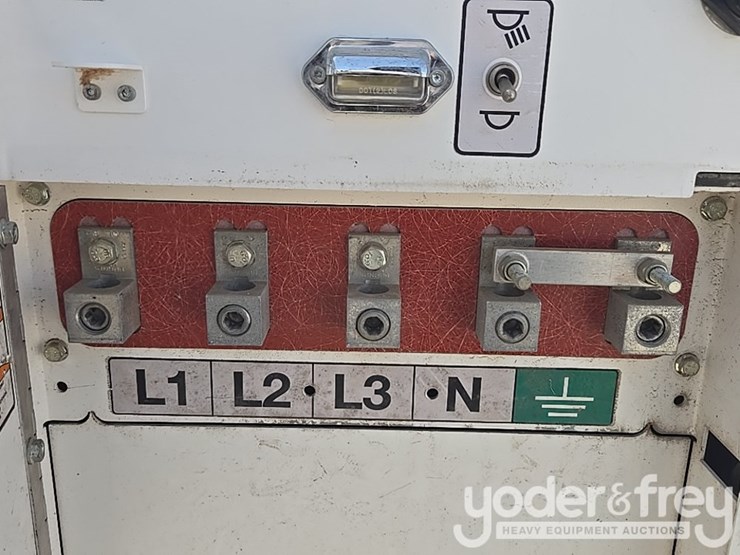 L1 L2 L3 N
yoder&frey
HEAVY EQUIPMENT AUCTIONS